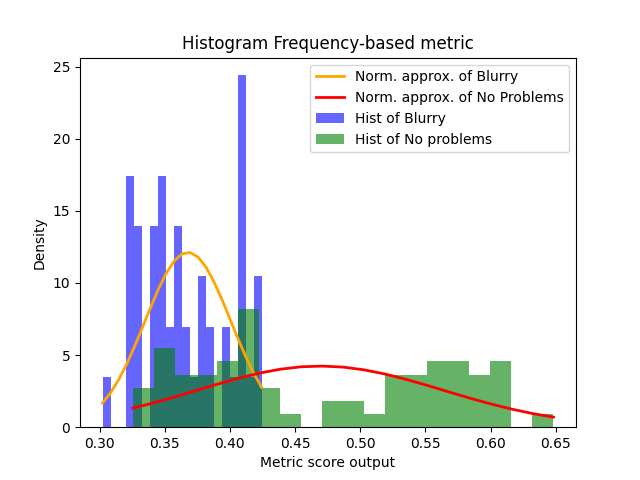 Histogram Frequency-based metric
25
20
15
10
5
0
Density
Norm. approx. of Blurry
Norm. approx. of No Problems
Hist of Blurry
Hist of No problems
0.30 0.35 0.40 0.45 0.50 0.55 0.60 0.65
Metric score output